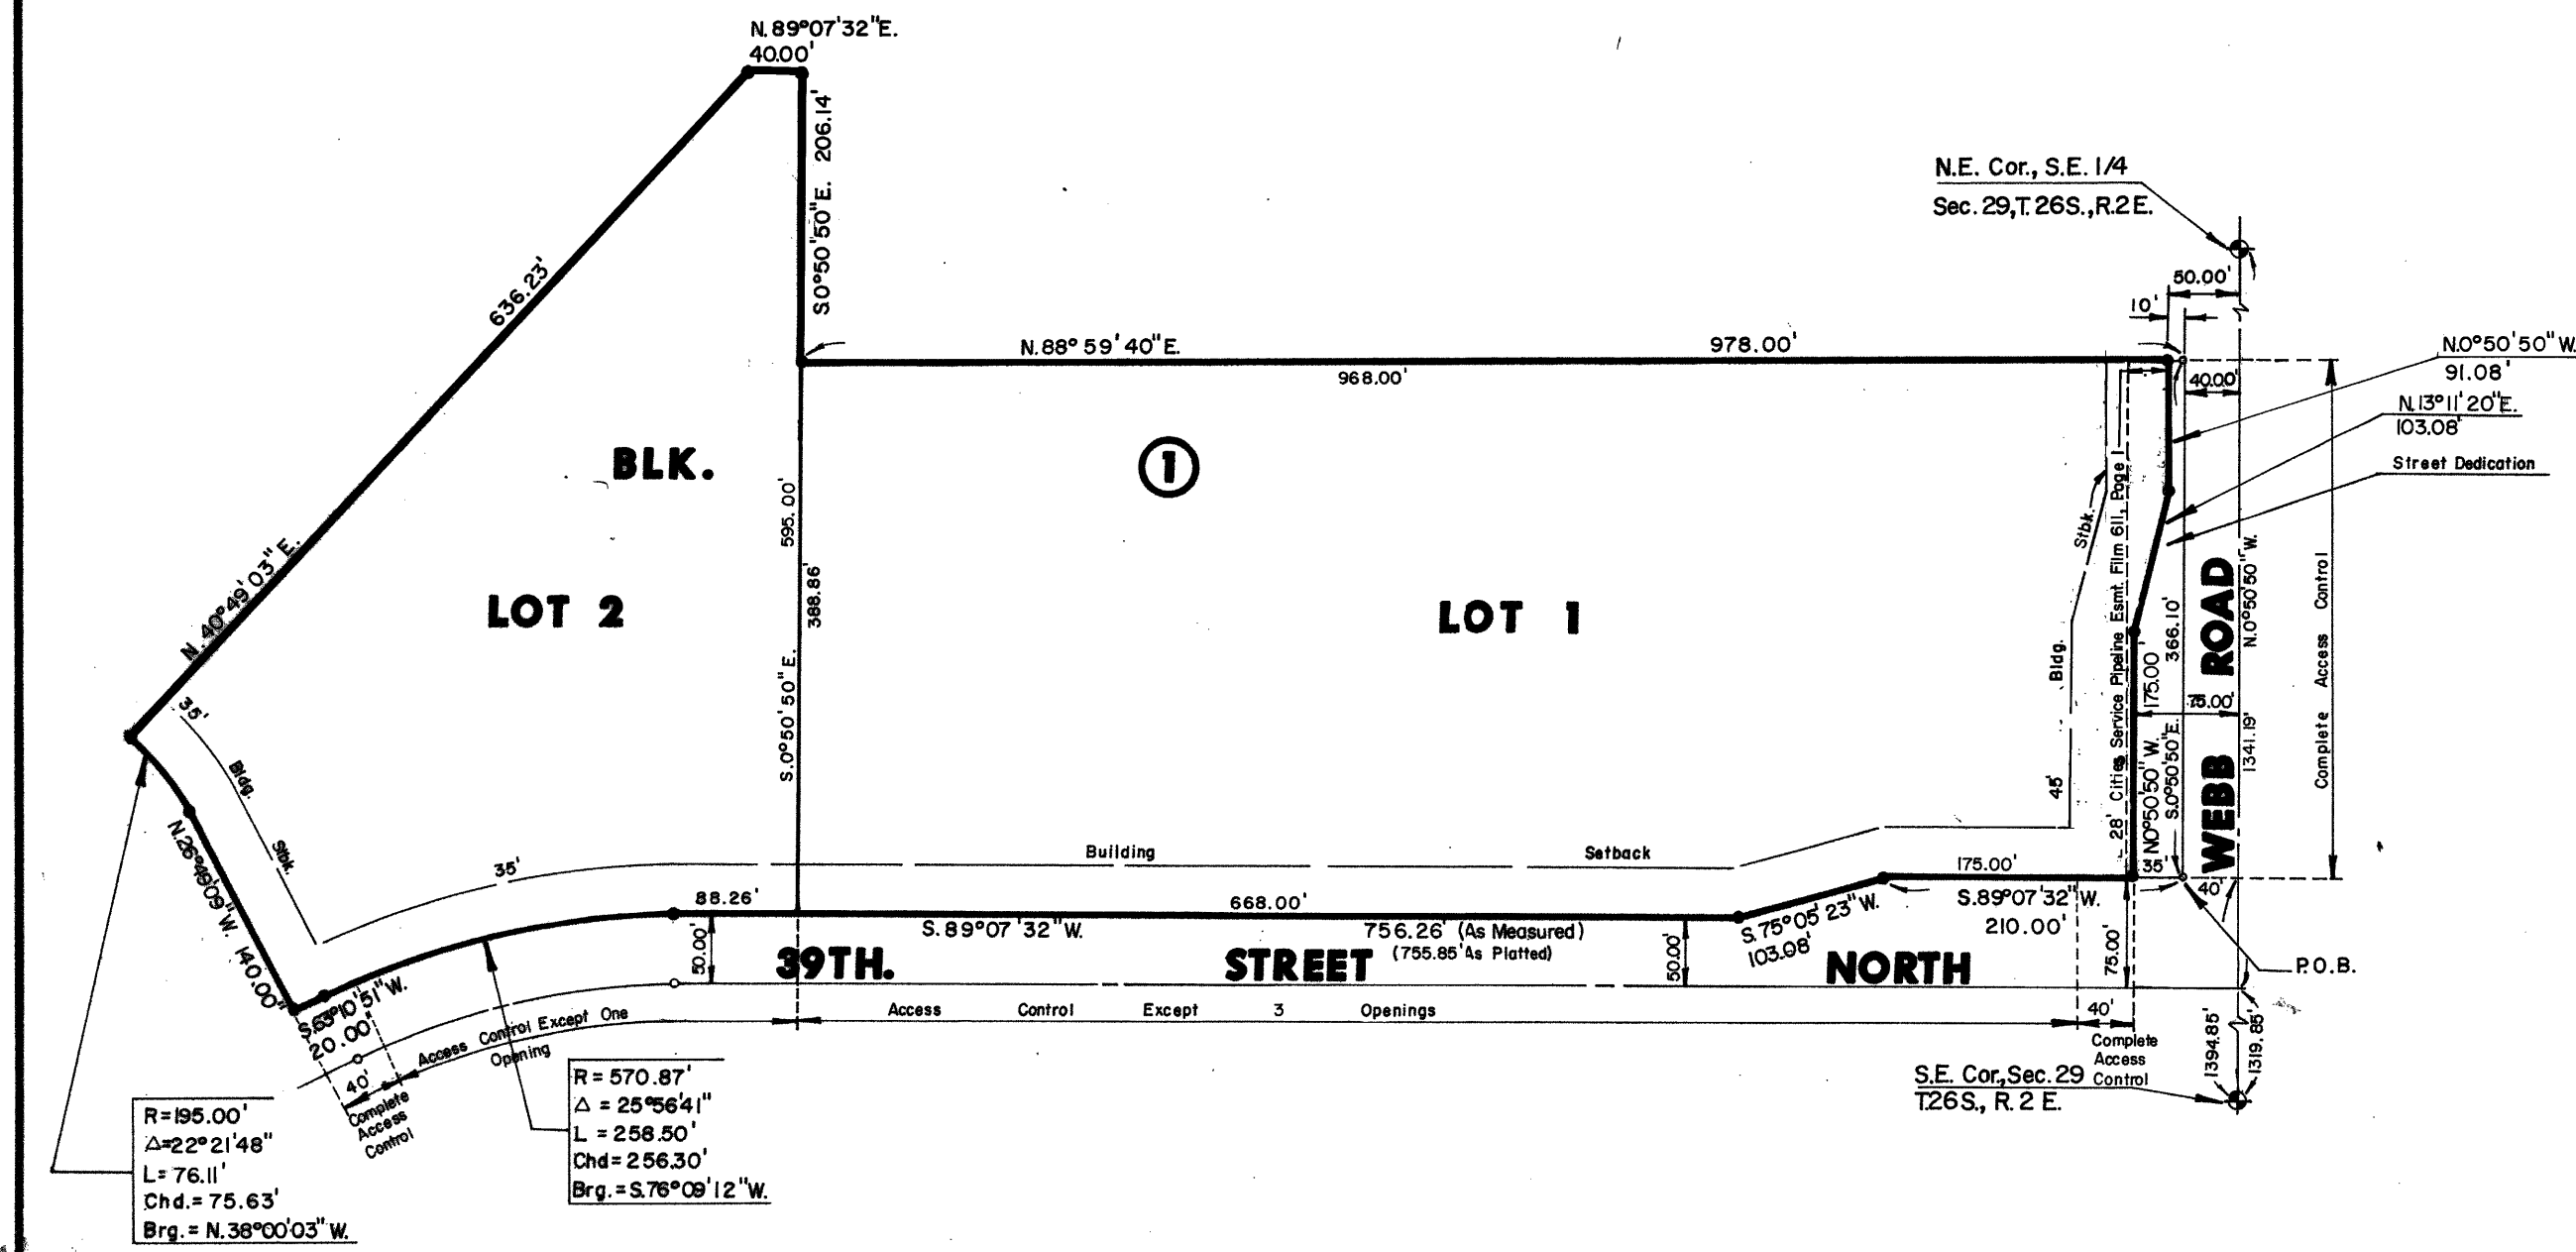 N.89°07'32"E.
40.00'
S.0°50'50"E. 206.14'
636.23'
N. 40°49'03" E.
N.E. Cor., S.E. 1/4
Sec. 29, T. 26S., R.2E.
50.00'
10'
40.00'
N.0°50'50"W.
91.08'
N.13°11'20"E.
103.08'
Street Dedication
N.88°59'40"E.
978.00'
968.00'
BLK.
1
LOT 2
LOT 1
595.00'
388.86'
S.0°50'50"E.
Stbk.
Bldg.
45'
28' Cities Service Pipeline Esmt. Film 611, Page 1
N0°50'50" W. 175.00'
S.0°50'50"E. 366.10'
75.00'
WEBB ROAD
N.0°50'50"W.
1341.19'
Complete Access Control
35'
Bldg.
Stbk.
N.26°49'09"W. 140.00"
35'
Building Setback
88.26'
668.00'
S.89°07'32"W.
756.26' (As Measured)
(755.85' As Platted)
S.75°05'23"W.
103.08'
175.00'
S.89°07'32"W.
210.00'
35'
40'
50.00'
50.00'
75.00'
39TH. STREET NORTH
P.O.B.
S.63°10'51"W.
20.00'
Access Control Except One
Opening
Access Control Except 3 Openings
40'
Complete
Access
Control
40'
Complete
Access
Control
1394.85'
1319.85'
S.E. Cor., Sec. 29
T.26S., R. 2 E.
R=195.00'
Δ=22°21'48"
L=76.11'
Chd.=75.63'
Brg.= N.38°00'03" W.
R = 570.87'
Δ = 25°56'41"
L = 258.50'
Chd=256.30'
Brg.=S.76°09'12"W.